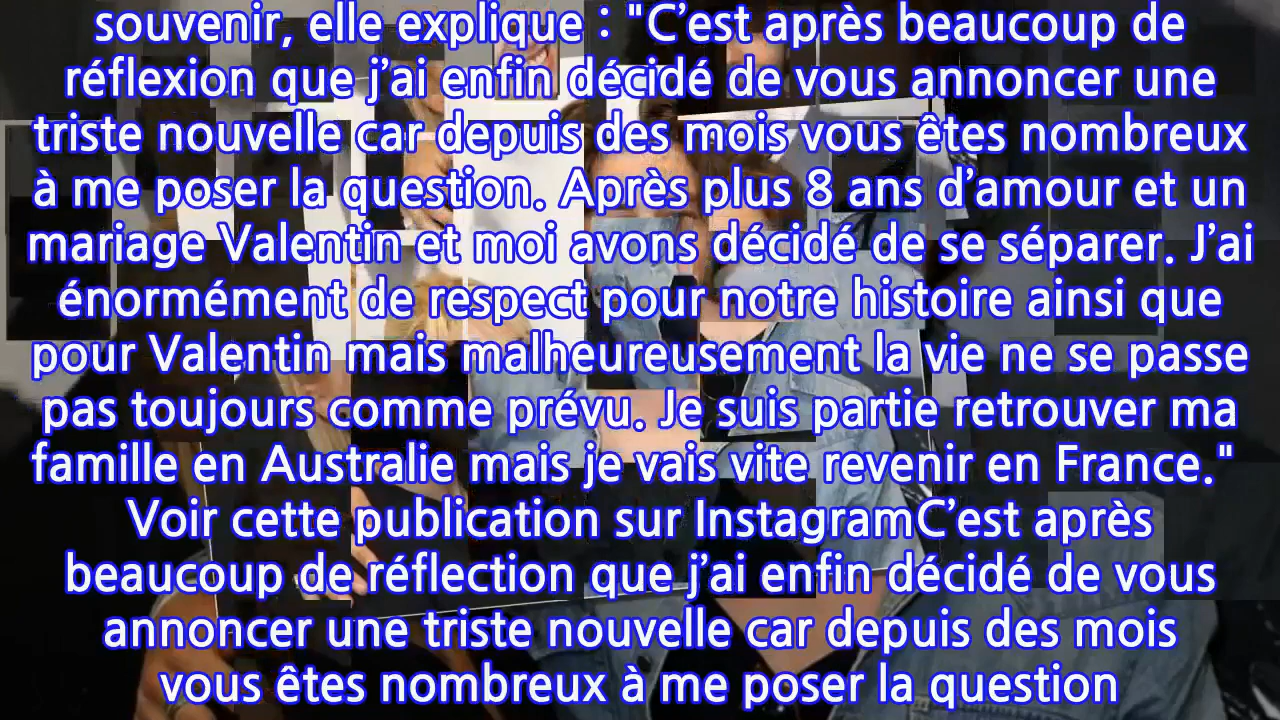 souvenir, elle explique : "C’est après beaucoup de
réflexion que j’ai enfin décidé de vous annoncer une
triste nouvelle car depuis des mois vous êtes nombreux
à me poser la question. Après plus 8 ans d’amour et un
mariage Valentin et moi avons décidé de se séparer. J’ai
énormément de respect pour notre histoire ainsi que
pour Valentin mais malheureusement la vie ne se passe
pas toujours comme prévu. Je suis partie retrouver ma
famille en Australie mais je vais vite revenir en France."
Voir cette publication sur InstagramC’est après
beaucoup de réflection que j’ai enfin décidé de vous
annoncer une triste nouvelle car depuis des mois
vous êtes nombreux à me poser la question